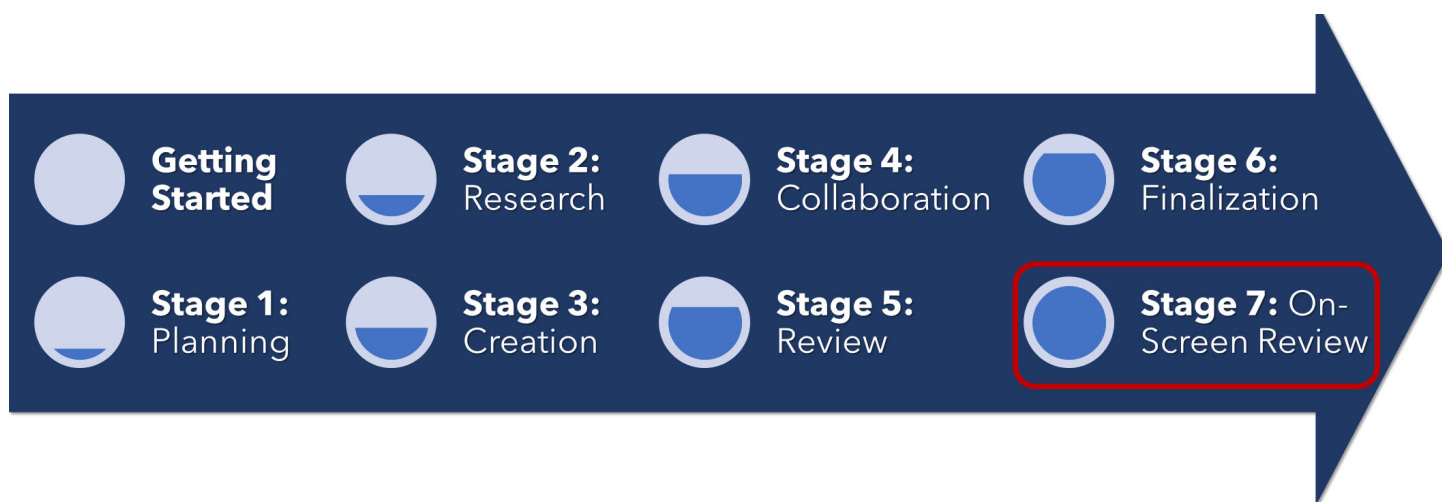 Getting
Started
Stage 1:
Planning
Stage 2:
Research
Stage 3:
Creation
Stage 4:
Collaboration
Stage 5:
Review
Stage 6:
Finalization
Stage 7: On-
Screen Review